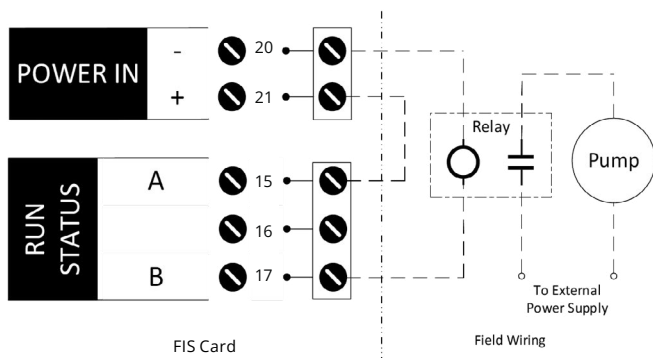 POWER IN
-
20
+
21
RUN
STATUS
A
15
16
B
17
Relay
Pump
To External
Power Supply
FIS Card
Field Wiring